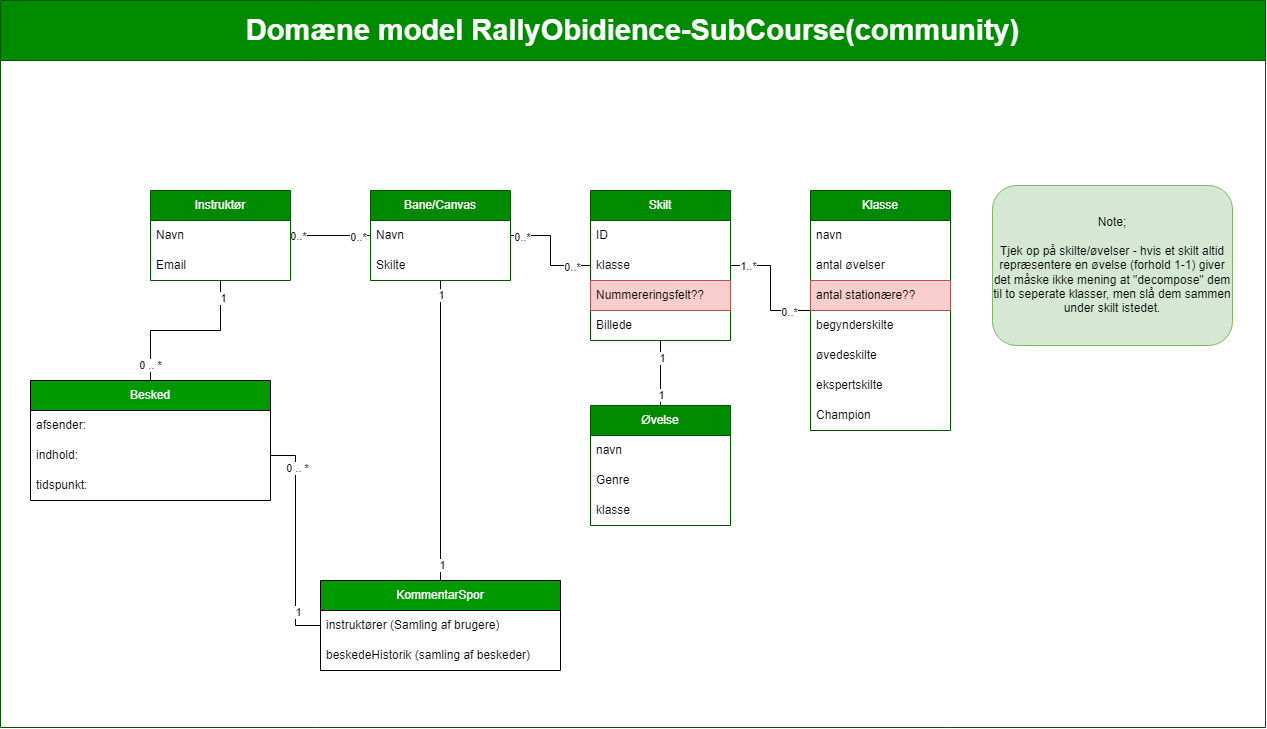 Domæne model RallyObidience-SubCourse(community)
Instruktør
Navn
Email
0..*
0..*
1
Bane/Canvas
Navn
Skilte
0..*
0..*
1
Skilt
ID
klasse
Nummereringsfelt??
Billede
1..*
0..*
1
1
Klasse
navn
antal øvelser
antal stationære??
begynderskilte
øvedeskilte
ekspertskilte
Champion
Note;
Tjek op på skilte/øvelser - hvis et skilt altid
repræsentere en øvelse (forhold 1-1) giver
det måske ikke mening at "decompose" dem
til to seperate klasser, men slå dem sammen
under skilt istedet.
0 .. *
Besked
afsender:
indhold:
tidspunkt:
0 .. *
1
Øvelse
navn
Genre
klasse
1
KommentarSpor
instruktører (Samling af brugere)
beskedeHistorik (samling af beskeder)